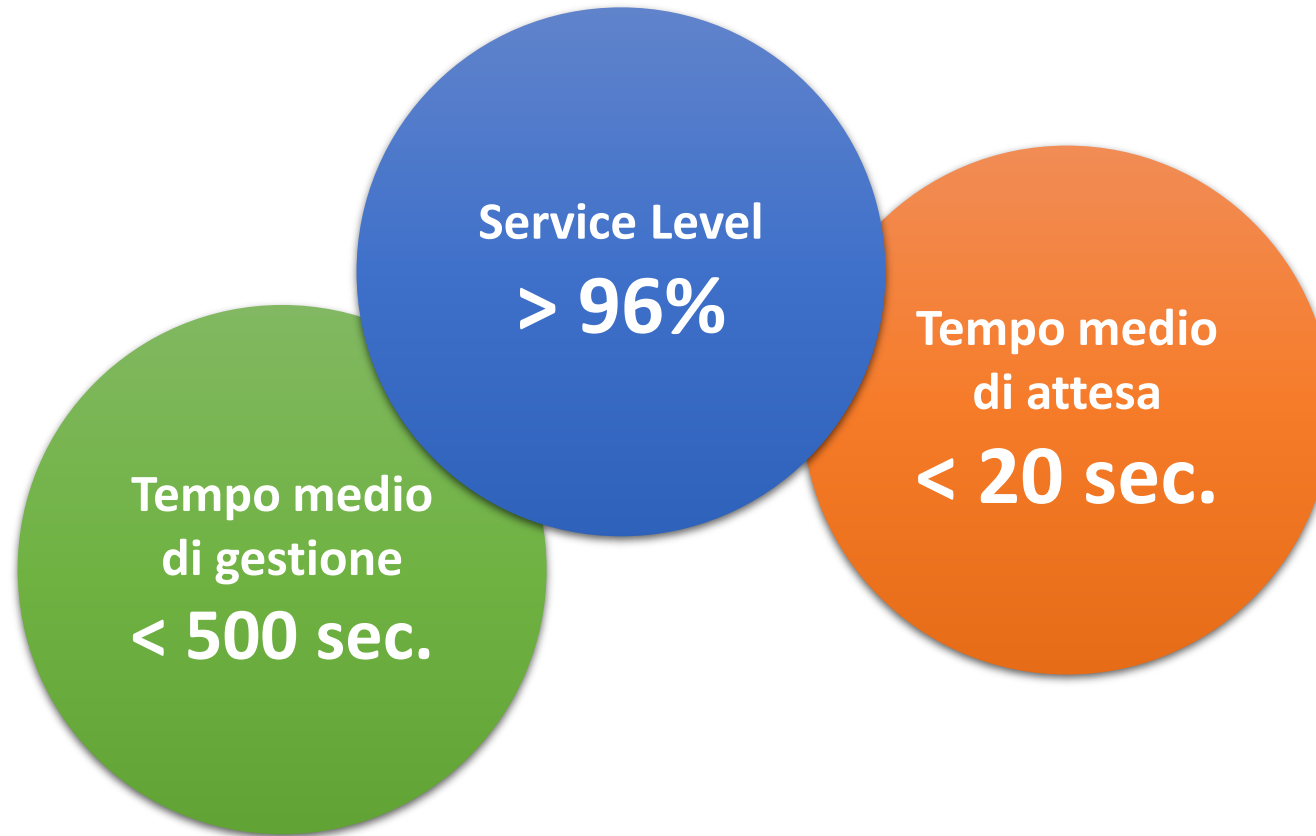 Service Level
> 96%
Tempo medio
di attesa
< 20 sec.
Tempo medio
di gestione
< 500 sec.